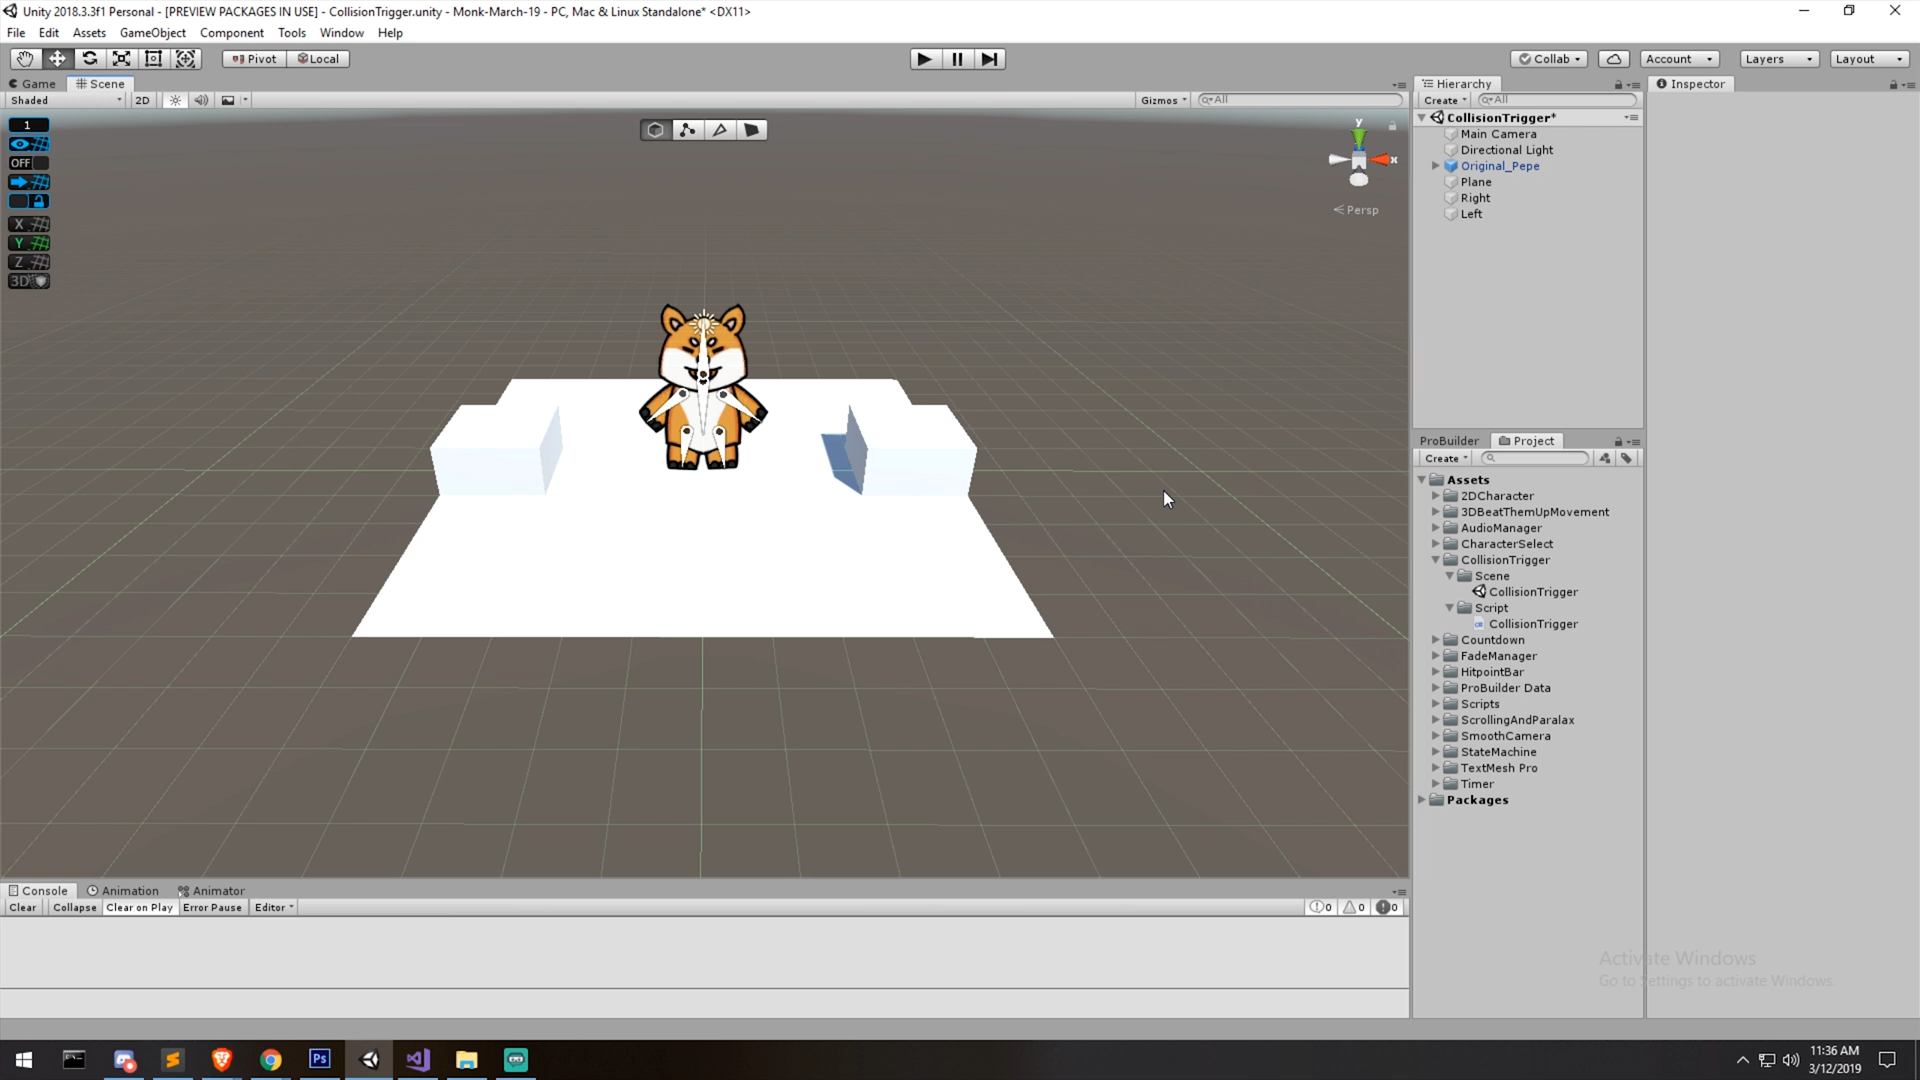 Unity 2018.3.3f1 Personal - [PREVIEW PACKAGES IN USE] - CollisionTrigger.unity - Monk-March-19 - PC, Mac & Linux Standalone* <DX11>
File Edit Assets GameObject Component Tools Window Help
Pivot Local Collab Account Layers Layout
Game Scene
Shaded 2D Gizmos All
1
OFF
X
Y
Z
3D
y
x
Persp
Hierarchy
Create All
CollisionTrigger*
Main Camera
Directional Light
Original_Pepe
Plane
Right
Left
Inspector
ProBuilder Project
Create
Assets
2DCharacter
3DBeatThemUpMovement
AudioManager
CharacterSelect
CollisionTrigger
Scene
CollisionTrigger
Script
CollisionTrigger
Countdown
FadeManager
HitpointBar
ProBuilder Data
Scripts
ScrollingAndParalax
SmoothCamera
StateMachine
TextMesh Pro
Timer
Packages
Console Animation Animator
Clear Collapse Clear on Play Error Pause Editor 0 0 0
Activate Windows
Go to Settings to activate Windows.
Ps
11:36 AM
3/12/2019